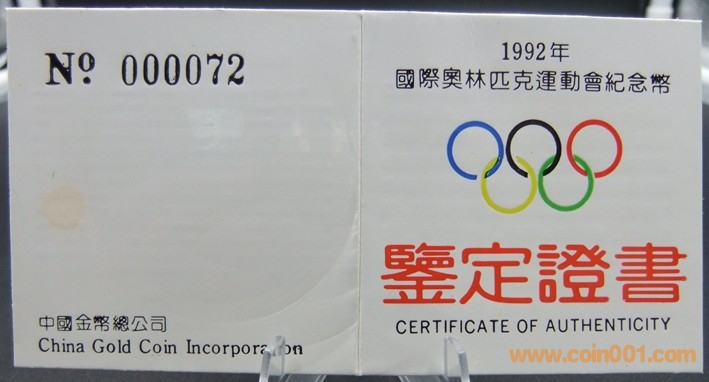 Nº 000072
中國金幣總公司
China Gold Coin Incorporation
1992年
國際奧林匹克運動會紀念幣
鑒定證書
CERTIFICATE OF AUTHENTICITY
www.coin001.com